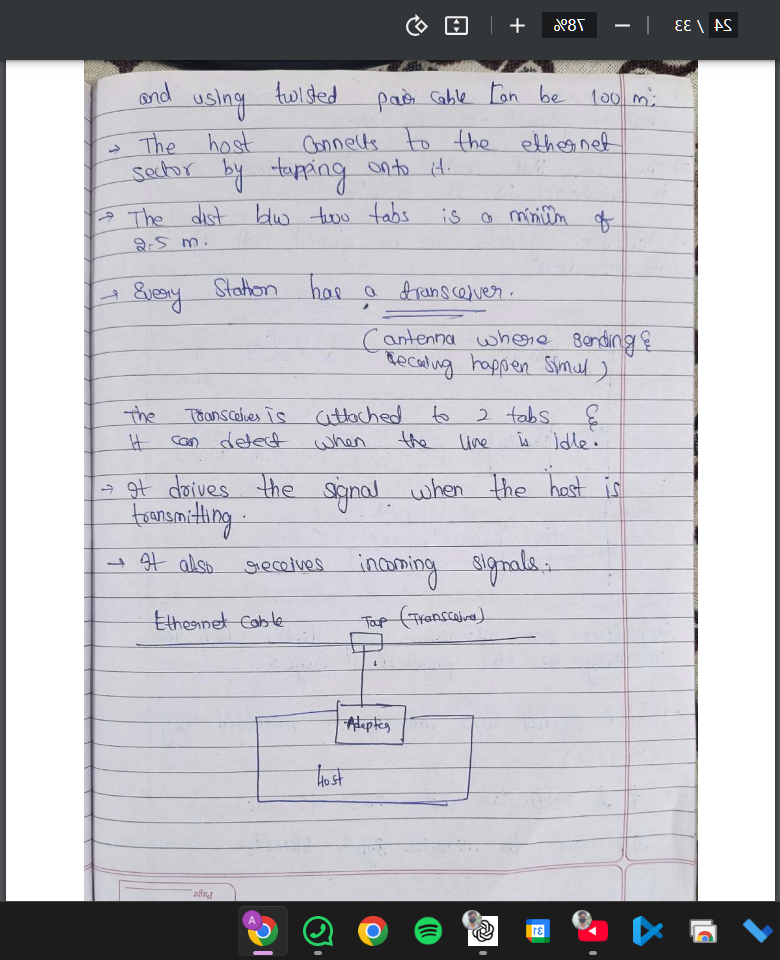 24 / 33
78%
and using twisted pair cable can be 100 m.
→ The host connects to the ethernet
sector by tapping onto it.
→ The dist b/w two tabs is a minium of
2.5 m.
→ Every Station has a transceiver.
(antenna where sending &
receivng happen simul)
The Transceiver is attached to 2 tabs &
It can detect when the line is idle.
→ It drives the signal when the host is
transmitting.
→ It also receives incoming signals.
Ethernet Cable Tap (Transceiver)
Adapter
Host
Page
A
31